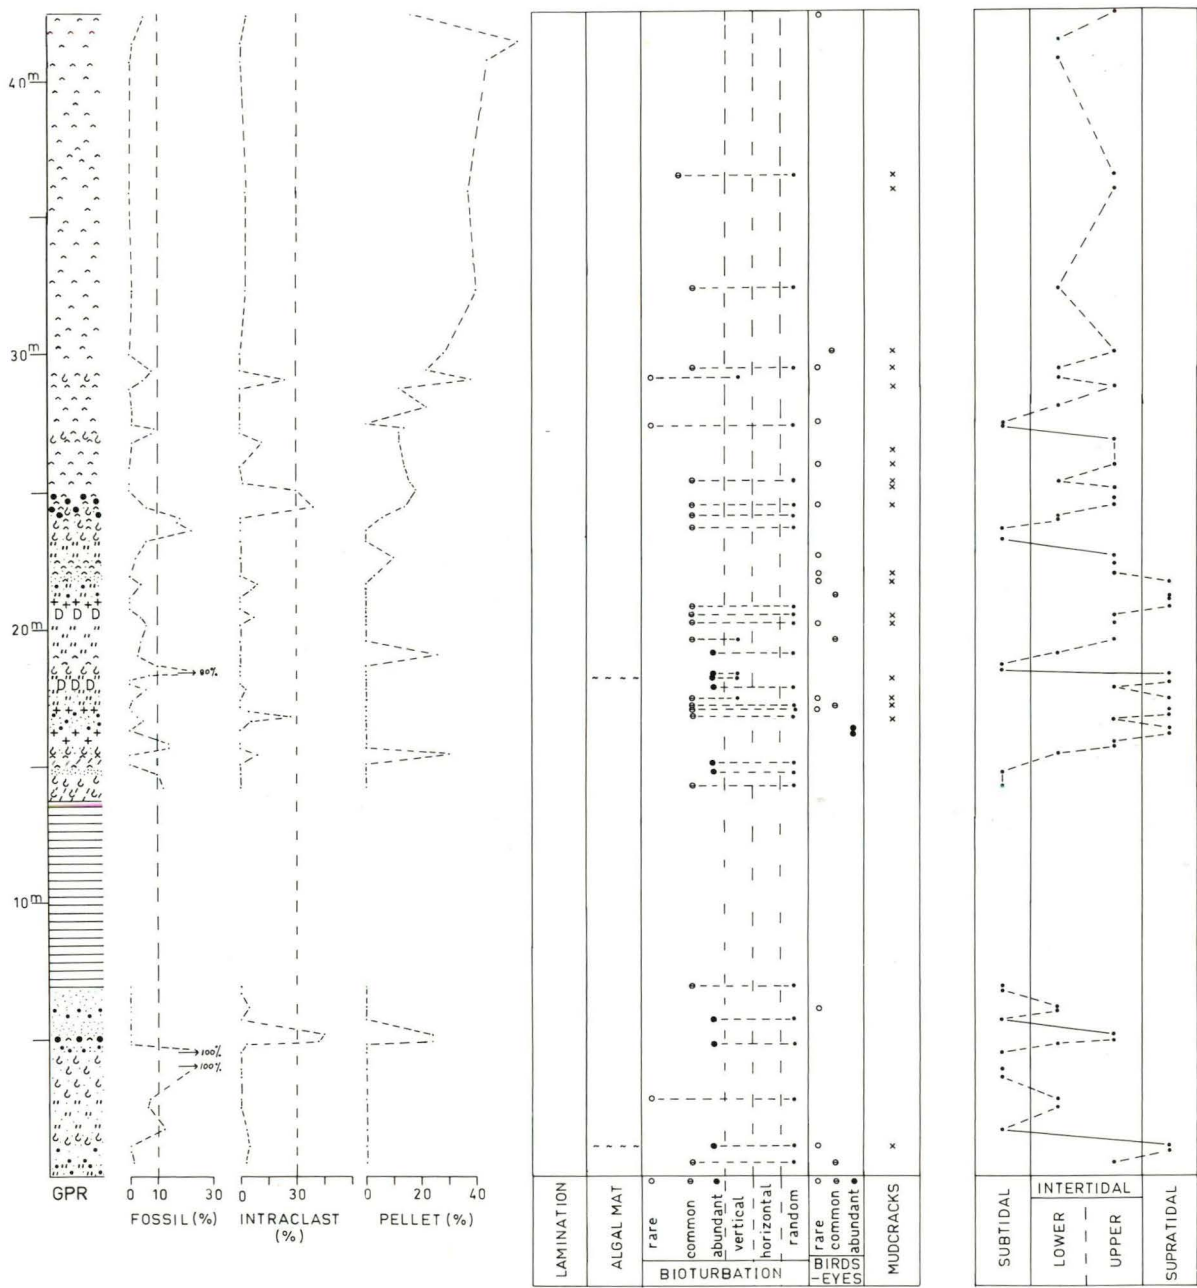 40m
30m
20m
10m
D D
D D D
80%
100%
100%
GPR
0 10 30
FOSSIL (%)
0 30
INTRACLAST
(%)
0 20 40
PELLET (%)
LAMINATION
ALGAL MAT
rare
common
abundant
vertical
horizontal
random
BIOTURBATION
rare
common
abundant
BIRDS
-EYES
MUDCRACKS
SUBTIDAL
INTERTIDAL
LOWER
UPPER
SUPRATIDAL